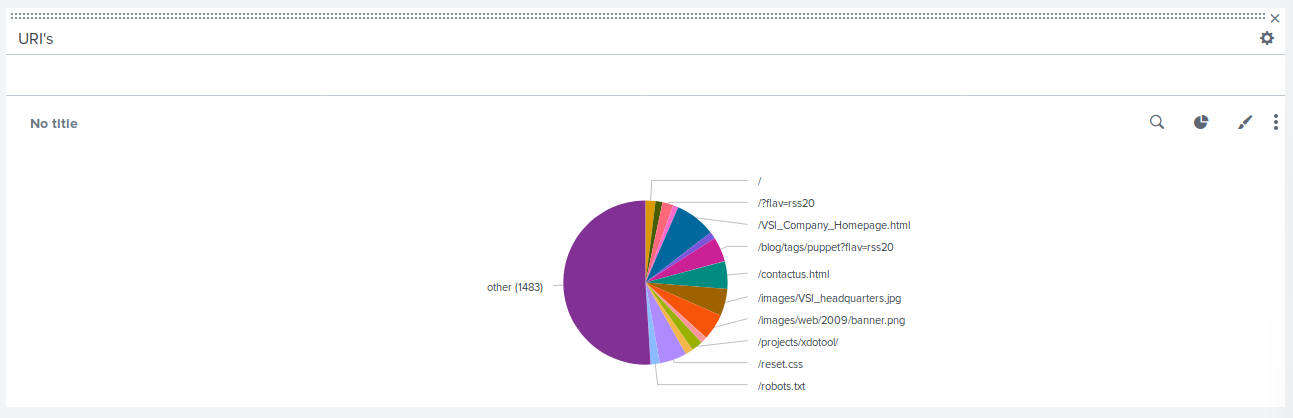 URI's
No title
/
/?flav=rss20
/VSI_Company_Homepage.html
/blog/tags/puppet?flav=rss20
/contactus.html
other (1483)
/images/VSI_headquarters.jpg
/images/web/2009/banner.png
/projects/xdotool/
/reset.css
/robots.txt